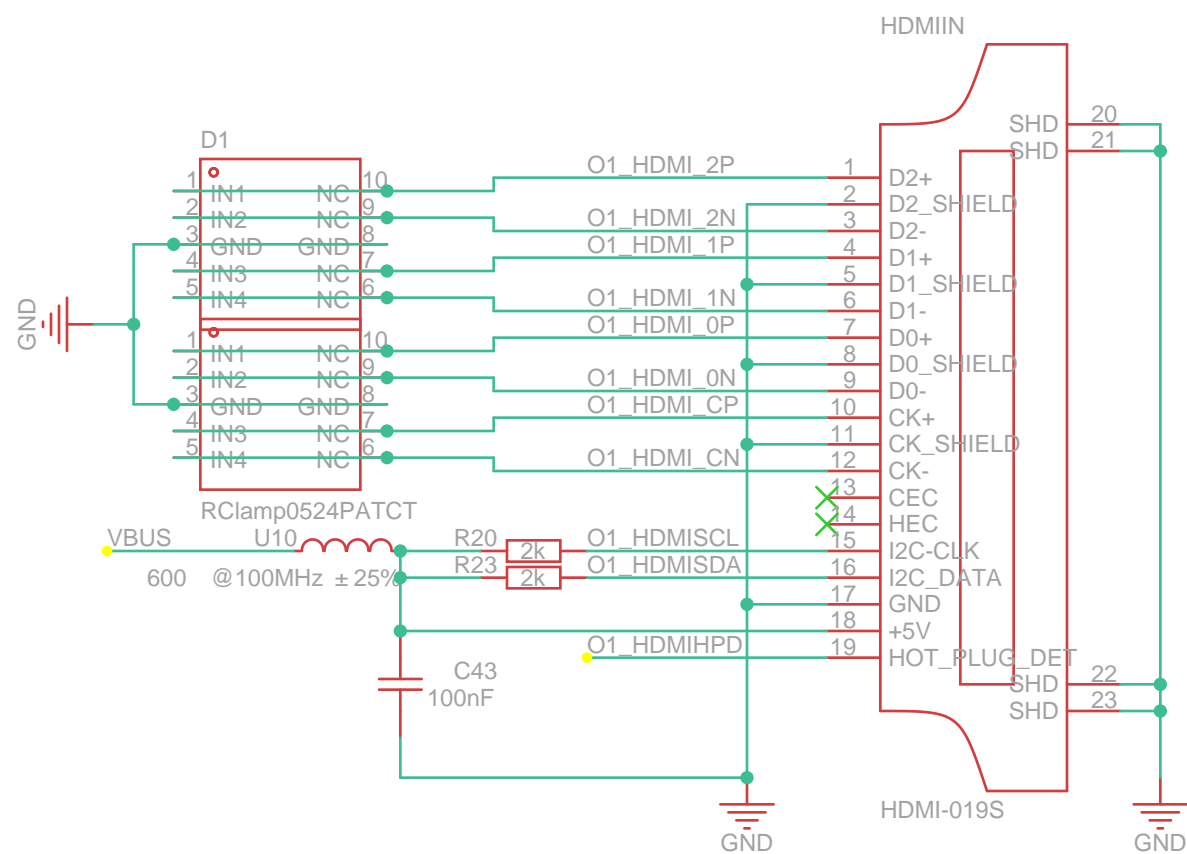 HDMIIN
D1
1 IN1 NC 10
2 IN2 NC 9
3 GND GND 8
4 IN3 NC 7
5 IN4 NC 6
1 IN1 NC 10
2 IN2 NC 9
3 GND GND 8
4 IN3 NC 7
5 IN4 NC 6
RClamp0524PATCT
GND
O1_HDMI_2P
O1_HDMI_2N
O1_HDMI_1P
O1_HDMI_1N
O1_HDMI_0P
O1_HDMI_0N
O1_HDMI_CP
O1_HDMI_CN
VBUS
U10
600 @100MHz ±25%
R20
2k
O1_HDMISCL
R23
2k
O1_HDMISDA
O1_HDMIHPD
C43
100nF
1 D2+
2 D2_SHIELD
3 D2-
4 D1+
5 D1_SHIELD
6 D1-
7 D0+
8 D0_SHIELD
9 D0-
10 CK+
11 CK_SHIELD
12 CK-
13 CEC
14 HEC
15 I2C-CLK
16 I2C_DATA
17 GND
18 +5V
19 HOT_PLUG_DET
SHD 20
SHD 21
SHD 22
SHD 23
HDMI-019S
GND
GND